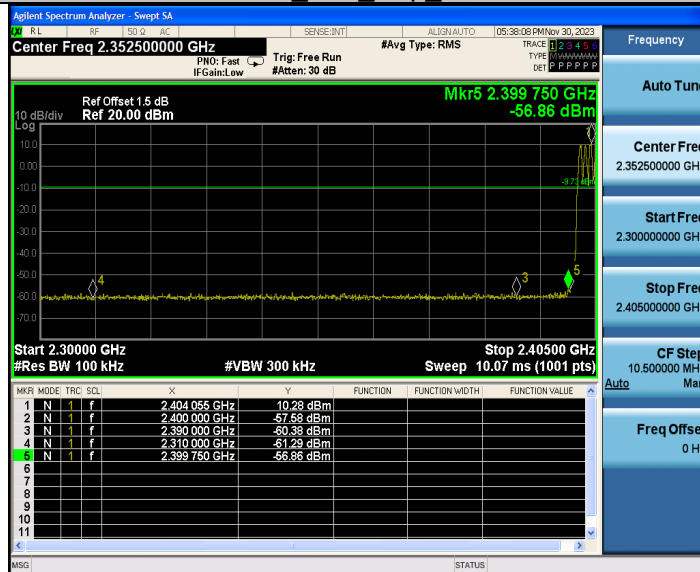 Agilent Spectrum Analyzer - Swept SA
RL RF 50 Ω AC SENSE:INT ALIGN AUTO 05:38:08 PM Nov 30, 2023
Center Freq 2.352500000 GHz #Avg Type: RMS TRACE 1 2 3 4 5 6
PNO: Fast Trig: Free Run TYPE
IFGain:Low #Atten: 30 dB DET P P P P P P
Mkr5 2.399 750 GHz
Ref Offset 1.5 dB
10 dB/div Ref 20.00 dBm -56.86 dBm
Log
10.0
0.00
-10.0
-9.73 dBm
-20.0
-30.0
-40.0
-50.0
-60.0
-70.0
4
3
5
Start 2.30000 GHz Stop 2.40500 GHz
#Res BW 100 kHz #VBW 300 kHz Sweep 10.07 ms (1001 pts)
MKR MODE TRC SCL X Y FUNCTION FUNCTION WIDTH FUNCTION VALUE
1 N 1 f 2.404 055 GHz 10.28 dBm
2 N 1 f 2.400 000 GHz -57.58 dBm
3 N 1 f 2.390 000 GHz -60.38 dBm
4 N 1 f 2.310 000 GHz -61.29 dBm
5 N 1 f 2.399 750 GHz -56.86 dBm
6
7
8
9
10
11
MSG STATUS
Frequency
Auto Tun
Center Fre
2.352500000 GH
Start Fre
2.300000000 GH
Stop Fre
2.405000000 GH
CF Step
10.500000 MH
Auto Ma
Freq Offse
0 H